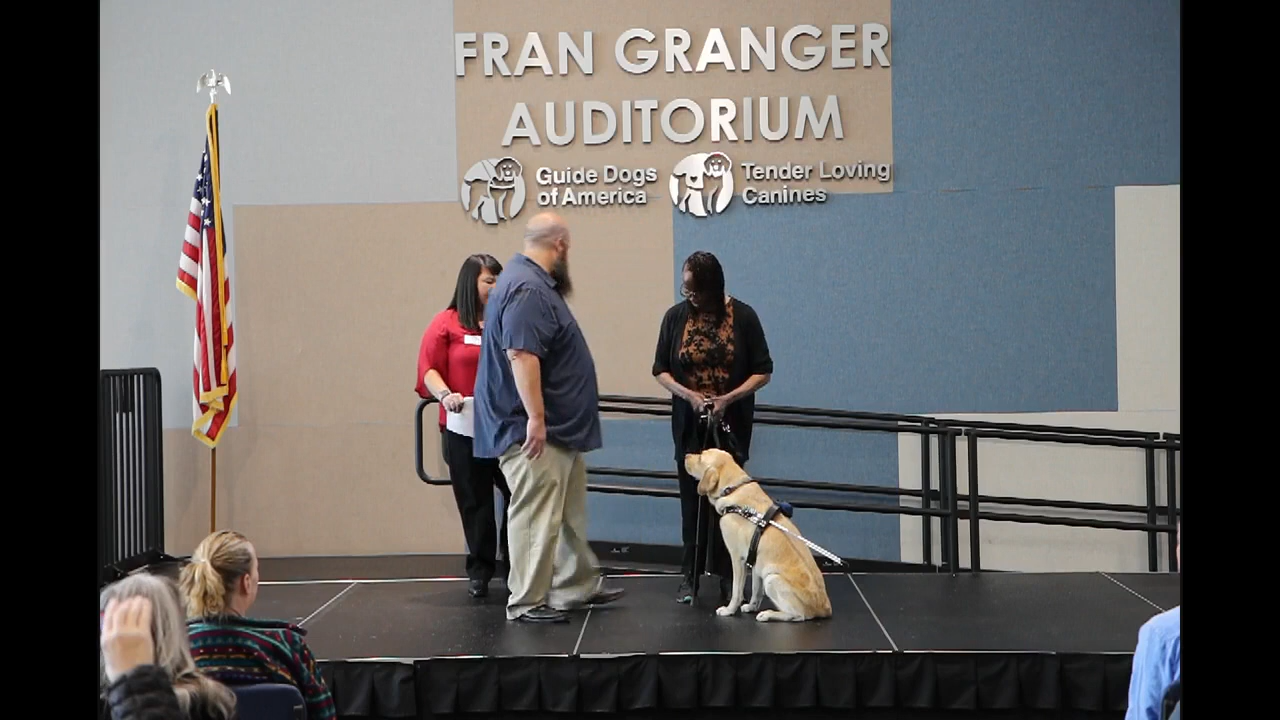 FRAN GRANGER
AUDITORIUM
Guide Dogs
of America
Tender Loving
Canines